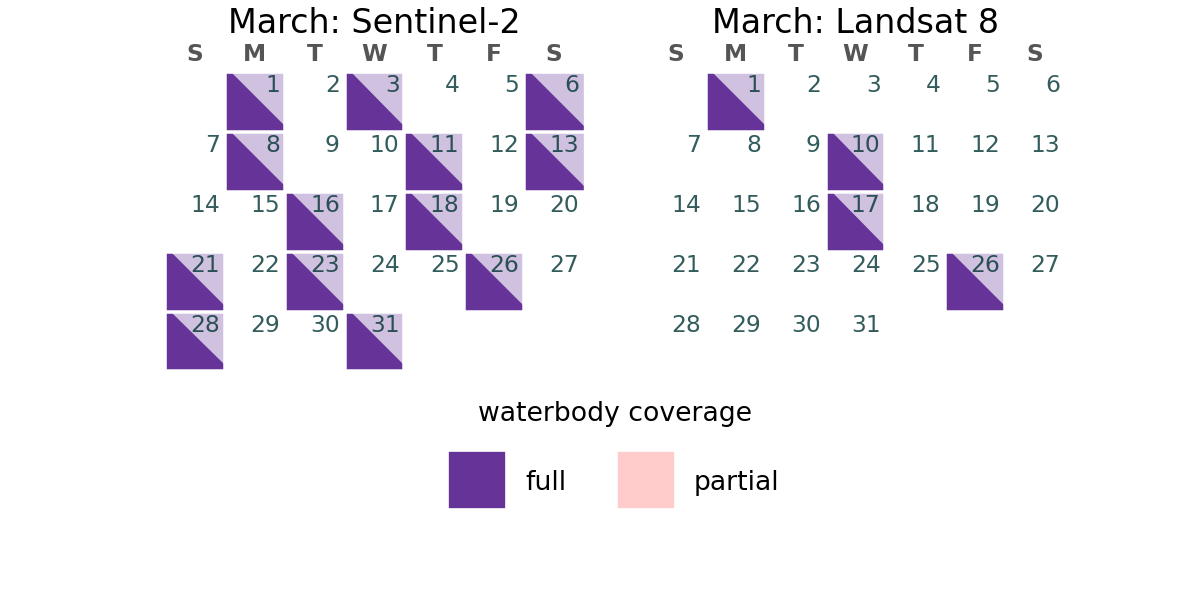 March: Sentinel-2
S M T W T F S
1 2 3 4 5 6
7 8 9 10 11 12 13
14 15 16 17 18 19 20
21 22 23 24 25 26 27
28 29 30 31
March: Landsat 8
S M T W T F S
1 2 3 4 5 6
7 8 9 10 11 12 13
14 15 16 17 18 19 20
21 22 23 24 25 26 27
28 29 30 31
waterbody coverage
full partial